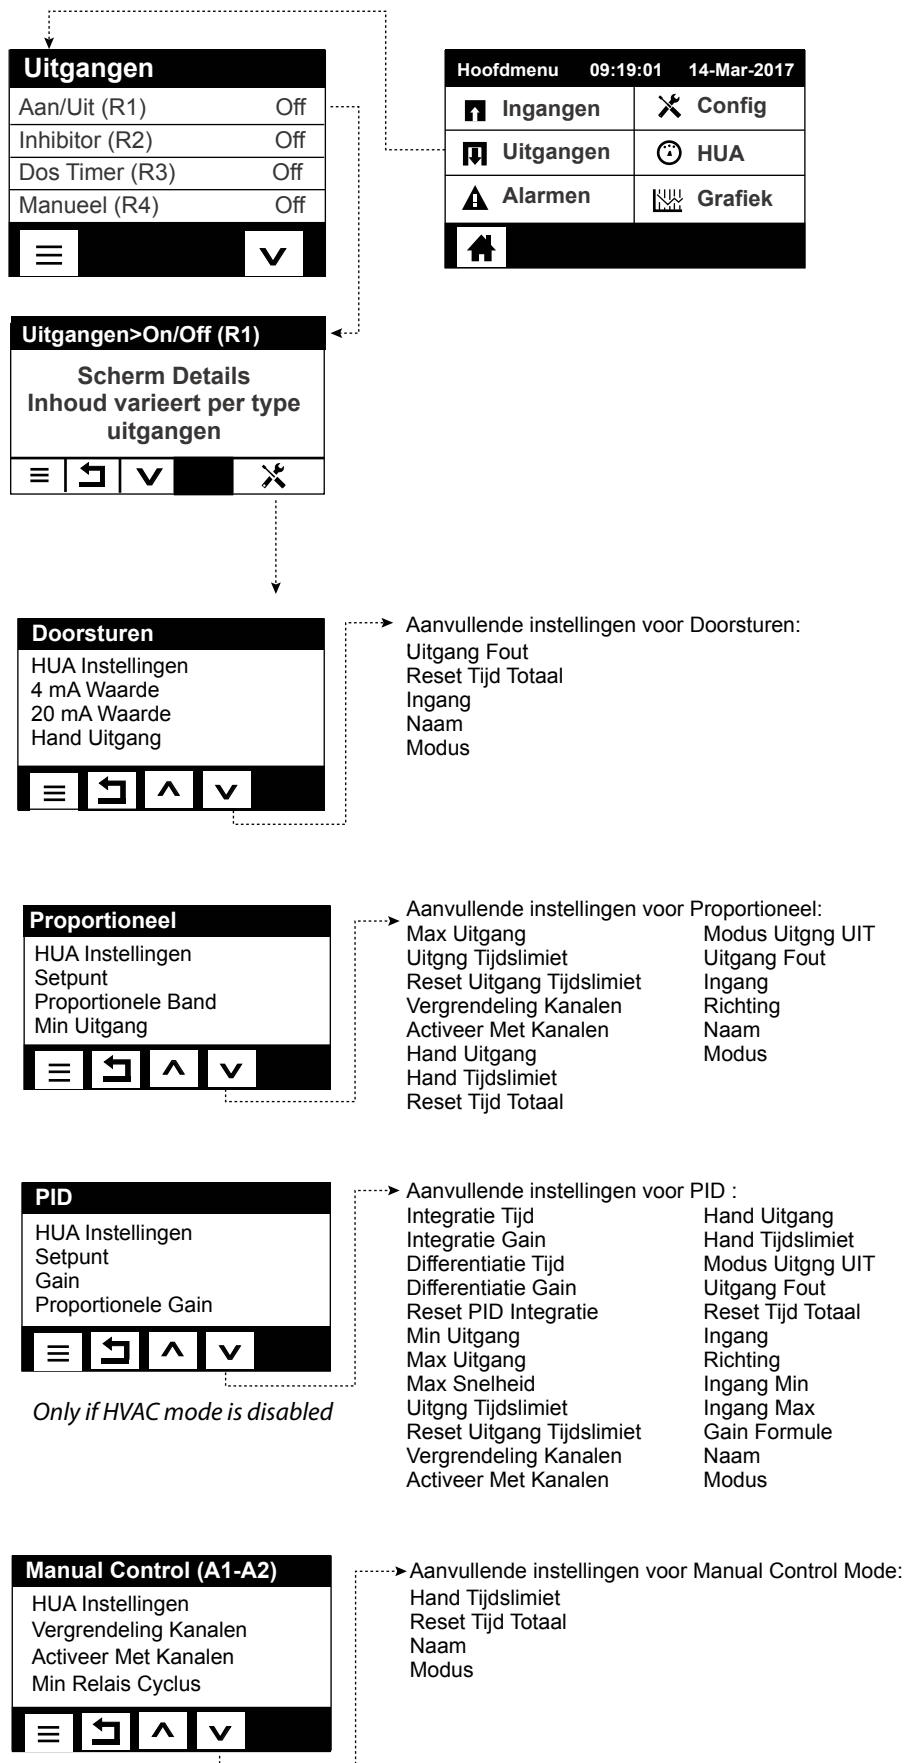 Uitgangen
Aan/Uit (R1) Off
Inhibitor (R2) Off
Dos Timer (R3) Off
Manueel (R4) Off
Hoofdmenu 09:19:01 14-Mar-2017
Ingangen Config
Uitgangen HUA
Alarmen Grafiek
Uitgangen>On/Off (R1)
Scherm Details
Inhoud varieert per type
uitgangen
Doorsturen
HUA Instellingen
4 mA Waarde
20 mA Waarde
Hand Uitgang
Aanvullende instellingen voor Doorsturen:
Uitgang Fout
Reset Tijd Totaal
Ingang
Naam
Modus
Proportioneel
HUA Instellingen
Setpunt
Proportionele Band
Min Uitgang
Aanvullende instellingen voor Proportioneel:
Max Uitgang
Uitgng Tijdslimiet
Reset Uitgang Tijdslimiet
Vergrendeling Kanalen
Activeer Met Kanalen
Hand Uitgang
Hand Tijdslimiet
Reset Tijd Totaal
Modus Uitgng UIT
Uitgang Fout
Ingang
Richting
Naam
Modus
PID
HUA Instellingen
Setpunt
Gain
Proportionele Gain
Only if HVAC mode is disabled
Aanvullende instellingen voor PID :
Integratie Tijd
Integratie Gain
Differentiatie Tijd
Differentiatie Gain
Reset PID Integratie
Min Uitgang
Max Uitgang
Max Snelheid
Uitgng Tijdslimiet
Reset Uitgang Tijdslimiet
Vergrendeling Kanalen
Activeer Met Kanalen
Hand Uitgang
Hand Tijdslimiet
Modus Uitgng UIT
Uitgang Fout
Reset Tijd Totaal
Ingang
Richting
Ingang Min
Ingang Max
Gain Formule
Naam
Modus
Manual Control (A1-A2)
HUA Instellingen
Vergrendeling Kanalen
Activeer Met Kanalen
Min Relais Cyclus
Aanvullende instellingen voor Manual Control Mode:
Hand Tijdslimiet
Reset Tijd Totaal
Naam
Modus